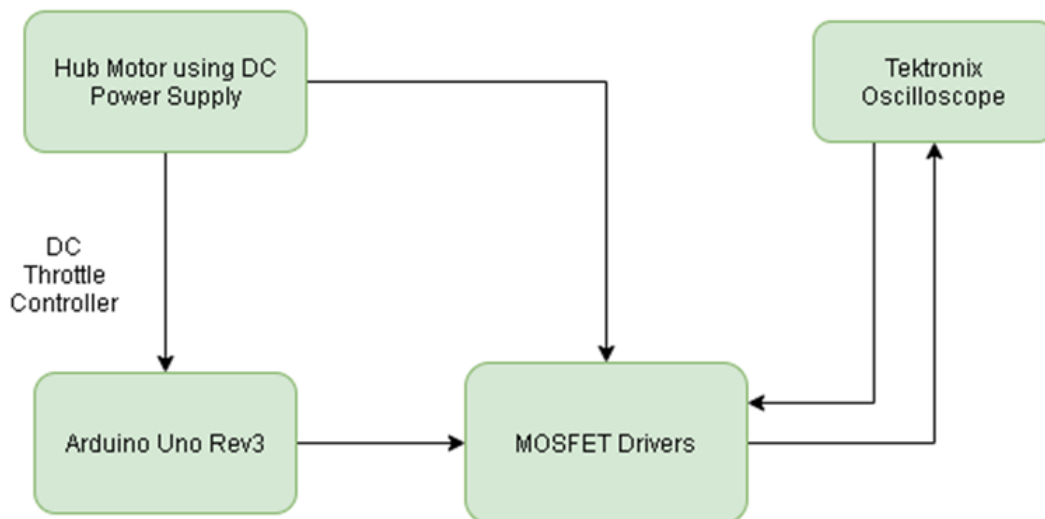 Hub Motor using DC
Power Supply
Tektronix
Oscilloscope
DC
Throttle
Controller
Arduino Uno Rev3
MOSFET Drivers